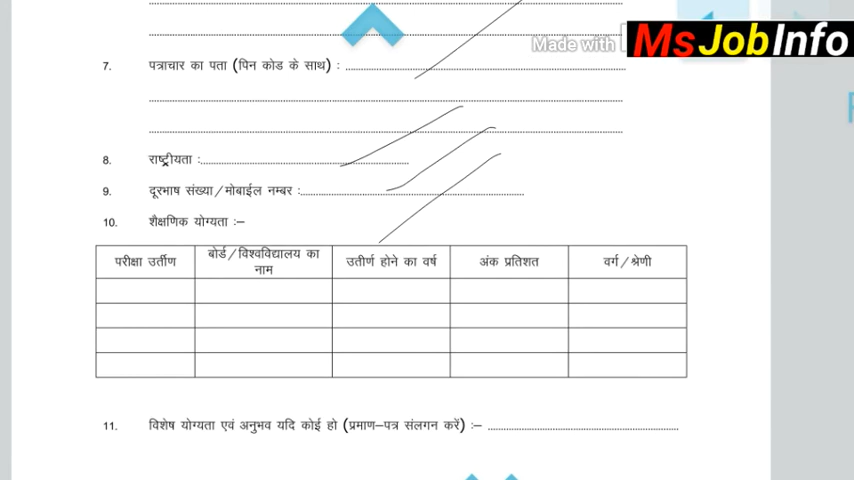 Made with
MsJobInfo
7. पत्राचार का पता (पिन कोड के साथ) :
8. राष्ट्रीयता :
9. दूरभाष संख्या/मोबाईल नम्बर :
10. शैक्षणिक योग्यता :–
परीक्षा उर्तीण बोर्ड/विश्वविद्यालय का नाम उतीर्ण होने का वर्ष अंक प्रतिशत वर्ग/श्रेणी
11. विशेष योग्यता एवं अनुभव यदि कोई हो (प्रमाण–पत्र संलगन करें) :–